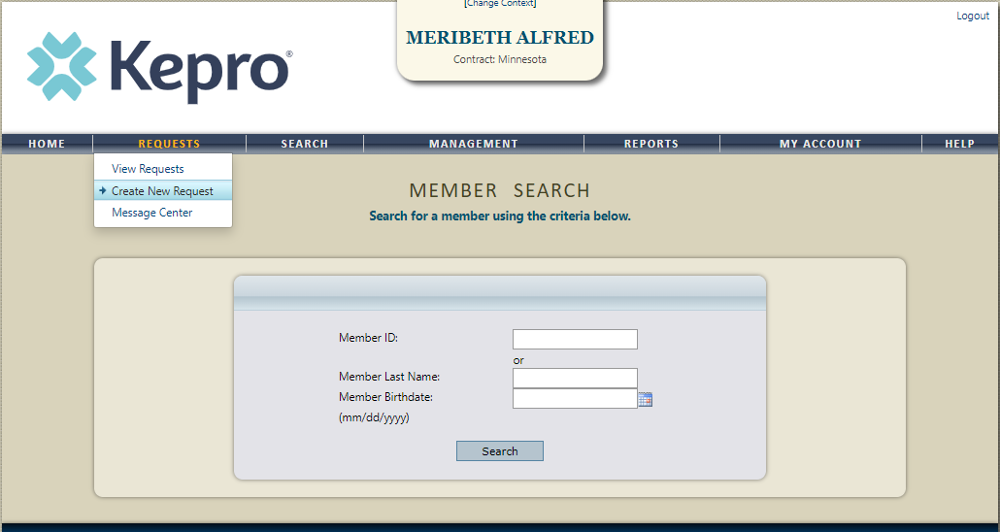 [Change Context]
Logout
MERIBETH ALFRED
Contract: Minnesota
Kepro®
HOME REQUESTS SEARCH MANAGEMENT REPORTS MY ACCOUNT HELP
View Requests
Create New Request
Message Center
MEMBER SEARCH
Search for a member using the criteria below.
Member ID:
or
Member Last Name:
Member Birthdate:
(mm/dd/yyyy)
Search